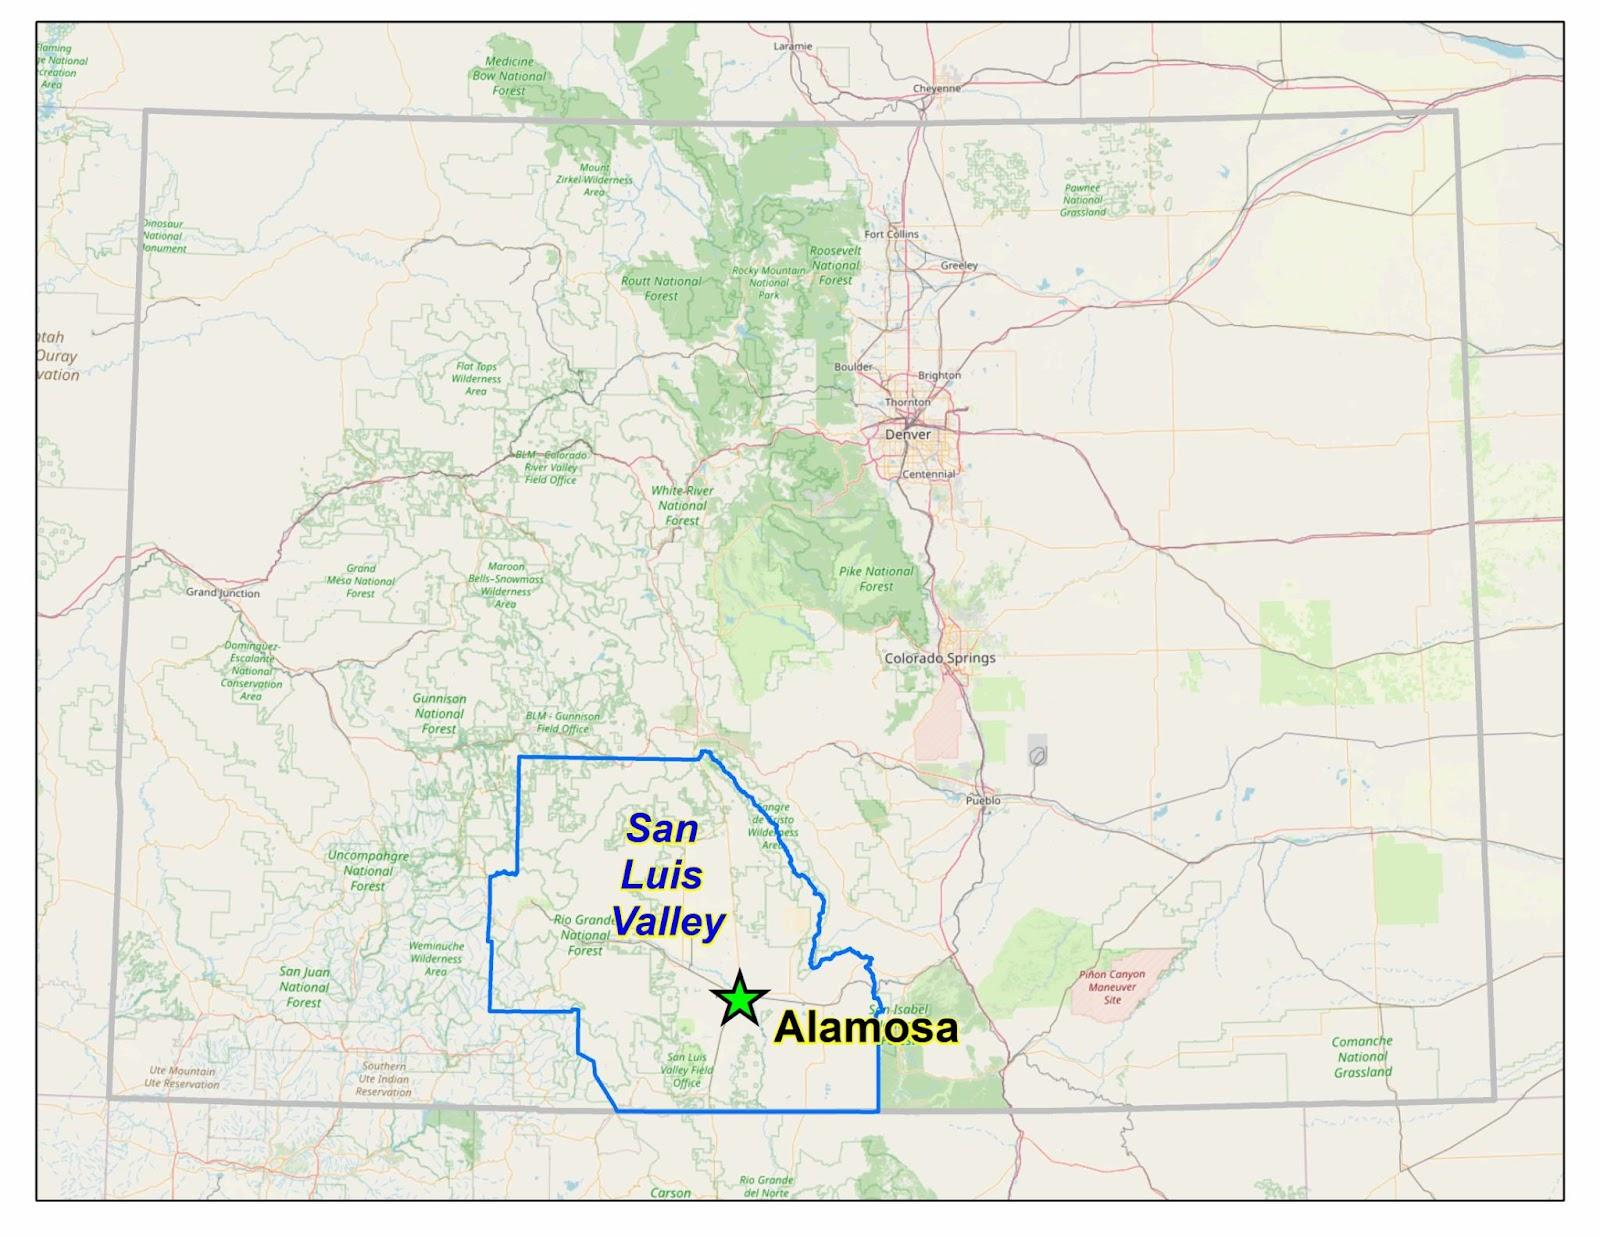 Laramie
Flaming
ge National
creation
Area
Medicine
Bow National
Forest
Cheyenne
Mount
Zirkel Wilderness
Area
Pawnee
National
Grassland
Dinosaur
National
Monument
Fort Collins
Roosevelt
National
Forest
Greeley
Rocky Mountain
National
Park
Routt National
Forest
ntah
Ouray
vation
Flat Tops
Wilderness
Area
Boulder
Brighton
Thornton
Denver
Centennial
BLM - Colorado
River Valley
Field Office
White River
National
Forest
Grand
Mesa National
Forest
Maroon
Bells–Snowmass
Wilderness
Area
Pike National
Forest
Grand Junction
Dominguez-
Escalante
National
Conservation
Area
Colorado Springs
Gunnison
National
Forest
BLM - Gunnison
Field Office
Pueblo
Sangre
de Cristo
Wilderness
Area
San
Luis
Valley
Uncompahgre
National
Forest
Rio Grande
National
Forest
Weminuche
Wilderness
Area
San Juan
National
Forest
Piñon Canyon
Maneuver
Site
San Isabel
Alamosa
Comanche
National
Grassland
San Luis
Valley Field
Office
Ute Mountain
Ute Reservation
Southern
Ute Indian
Reservation
Carson
Rio Grande
del Norte